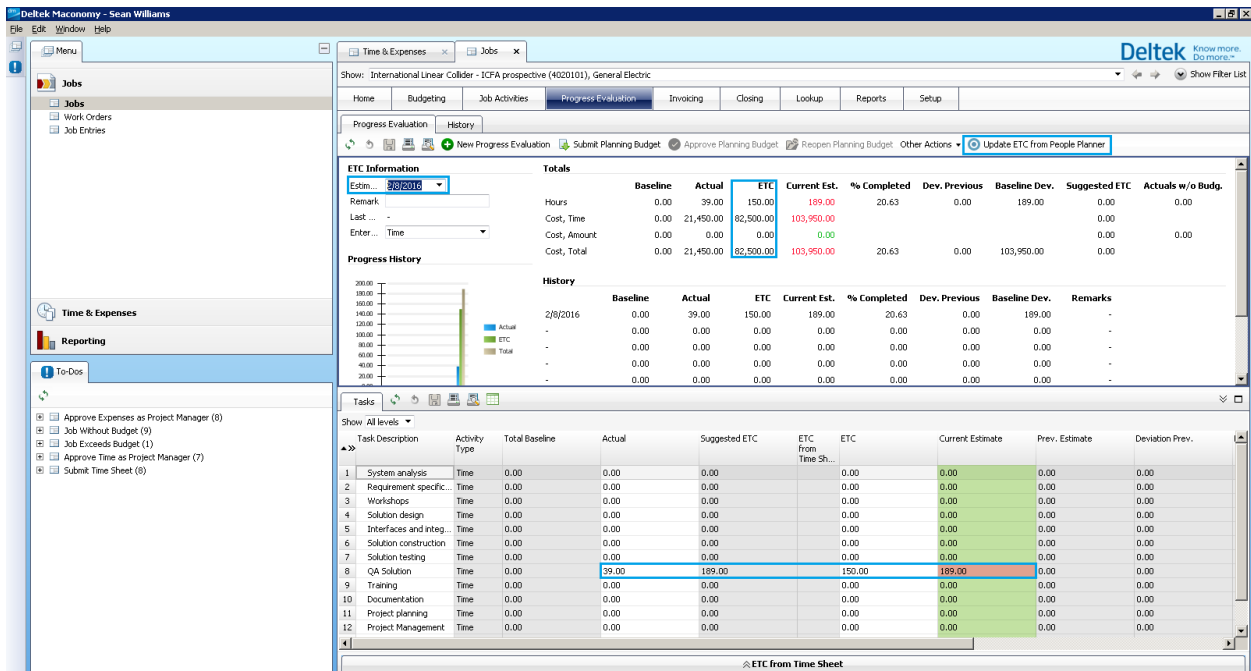 Deltek Maconomy - Sean Williams
File Edit Window Help
Menu
Time & Expenses
Jobs
Deltek Know more. Do more.™
Jobs
Show: International Linear Collider - ICFA prospective (4020101), General Electric
Show Filter List
Jobs
Work Orders
Job Entries
Home Budgeting Job Activities Progress Evaluation Invoicing Closing Lookup Reports Setup
Progress Evaluation History
New Progress Evaluation Submit Planning Budget Approve Planning Budget Reopen Planning Budget Other Actions Update ETC from People Planner
ETC Information
Estim... 2/8/2016
Remark
Last ... -
Enter... Time
Totals
Baseline Actual ETC Current Est. % Completed Dev. Previous Baseline Dev. Suggested ETC Actuals w/o Budg.
Hours 0.00 39.00 150.00 189.00 20.63 0.00 189.00 0.00 0.00
Cost, Time 0.00 21,450.00 82,500.00 103,950.00 0.00
Cost, Amount 0.00 0.00 0.00 0.00 0.00 0.00
Cost, Total 0.00 21,450.00 82,500.00 103,950.00 20.63 0.00 103,950.00 0.00
Progress History
200.00
180.00
160.00
140.00
120.00
100.00
80.00
60.00
40.00
20.00
Actual
ETC
Total
History
Baseline Actual ETC Current Est. % Completed Dev. Previous Baseline Dev. Remarks
2/8/2016 0.00 39.00 150.00 189.00 20.63 0.00 189.00 -
- 0.00 0.00 0.00 0.00 0.00 0.00 0.00 -
- 0.00 0.00 0.00 0.00 0.00 0.00 0.00 -
- 0.00 0.00 0.00 0.00 0.00 0.00 0.00 -
- 0.00 0.00 0.00 0.00 0.00 0.00 0.00 -
Time & Expenses
Reporting
To-Dos
Approve Expenses as Project Manager (8)
Job Without Budget (9)
Job Exceeds Budget (1)
Approve Time as Project Manager (7)
Submit Time Sheet (8)
Tasks
Show All levels
Task Description Activity Type Total Baseline Actual Suggested ETC ETC from Time Sh... ETC Current Estimate Prev. Estimate Deviation Prev.
1 System analysis Time 0.00 0.00 0.00 0.00 0.00 0.00 0.00
2 Requirement specific... Time 0.00 0.00 0.00 0.00 0.00 0.00 0.00
3 Workshops Time 0.00 0.00 0.00 0.00 0.00 0.00 0.00
4 Solution design Time 0.00 0.00 0.00 0.00 0.00 0.00 0.00
5 Interfaces and integ... Time 0.00 0.00 0.00 0.00 0.00 0.00 0.00
6 Solution construction Time 0.00 0.00 0.00 0.00 0.00 0.00 0.00
7 Solution testing Time 0.00 0.00 0.00 0.00 0.00 0.00 0.00
8 QA Solution Time 0.00 39.00 189.00 150.00 189.00 0.00 0.00
9 Training Time 0.00 0.00 0.00 0.00 0.00 0.00 0.00
10 Documentation Time 0.00 0.00 0.00 0.00 0.00 0.00 0.00
11 Project planning Time 0.00 0.00 0.00 0.00 0.00 0.00 0.00
12 Project Management Time 0.00 0.00 0.00 0.00 0.00 0.00 0.00
ETC from Time Sheet